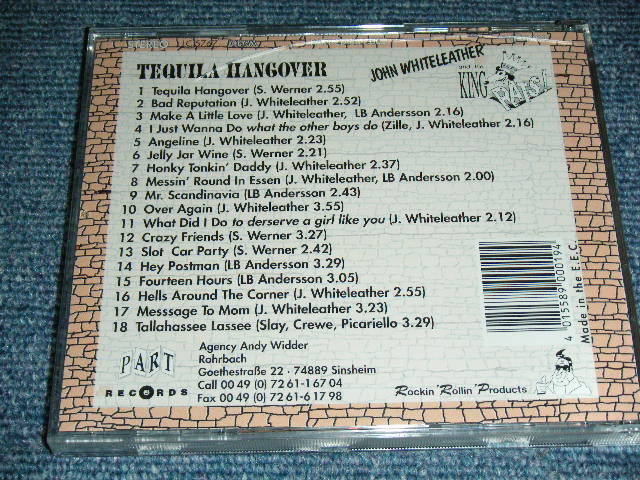 STEREO
TEQUILA HANGOVER
JOHN WHITELEATHER
and the
KING RATS!
1 Tequila Hangover (S. Werner 2.55)
2 Bad Reputation (J. Whiteleather 2.52)
3 Make A Little Love (J. Whiteleather, LB Andersson 2.16)
4 I Just Wanna Do what the other boys do (Zille, J. Whiteleather 2.16)
5 Angeline (J. Whiteleather 2.23)
6 Jelly Jar Wine (S. Werner 2.21)
7 Honky Tonkin' Daddy (J. Whiteleather 2.37)
8 Messin' Round In Essen (J. Whiteleather, LB Andersson 2.00)
9 Mr. Scandinavia (LB Andersson 2.43)
10 Over Again (J. Whiteleather 3.55)
11 What Did I Do to deserve a girl like you (J. Whiteleather 2.12)
12 Crazy Friends (S. Werner 3.27)
13 Slot Car Party (S. Werner 2.42)
14 Hey Postman (LB Andersson 3.29)
15 Fourteen Hours (LB Andersson 3.05)
16 Hells Around The Corner (J. Whiteleather 2.55)
17 Messsage To Mom (J. Whiteleather 3.23)
18 Tallahassee Lassee (Slay, Crewe, Picariello 3.29)
4 015589 000194
Made in the E.E.C.
PART
RECORDS
Agency Andy Widder
Rohrbach
Goethestraße 22 · 74889 Sinsheim
Call 00 49 (0) 72 61-1 67 04
Fax 00 49 (0) 72 61-6 17 98
Rockin'Rollin'Products